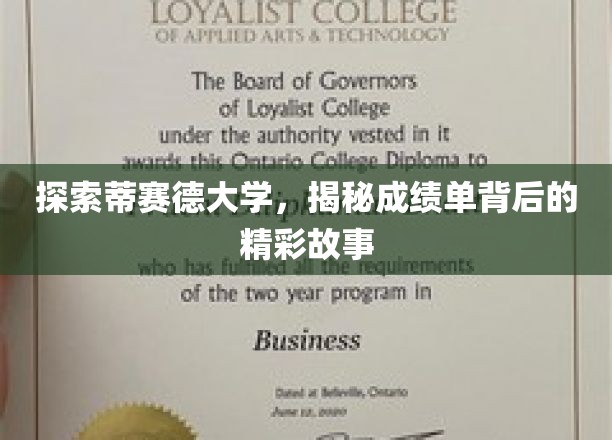 LOYALIST COLLEGE
OF APPLIED ARTS & TECHNOLOGY
The Board of Governors
of Loyalist College
under the authority vested in it
awards this Ontario College Diploma to
探索蒂赛德大学，揭秘成绩单背后的
精彩故事
who has fulfilled all the requirements
of the two year program in
Business
Dated at Belleville, Ontario
June 12, 2020